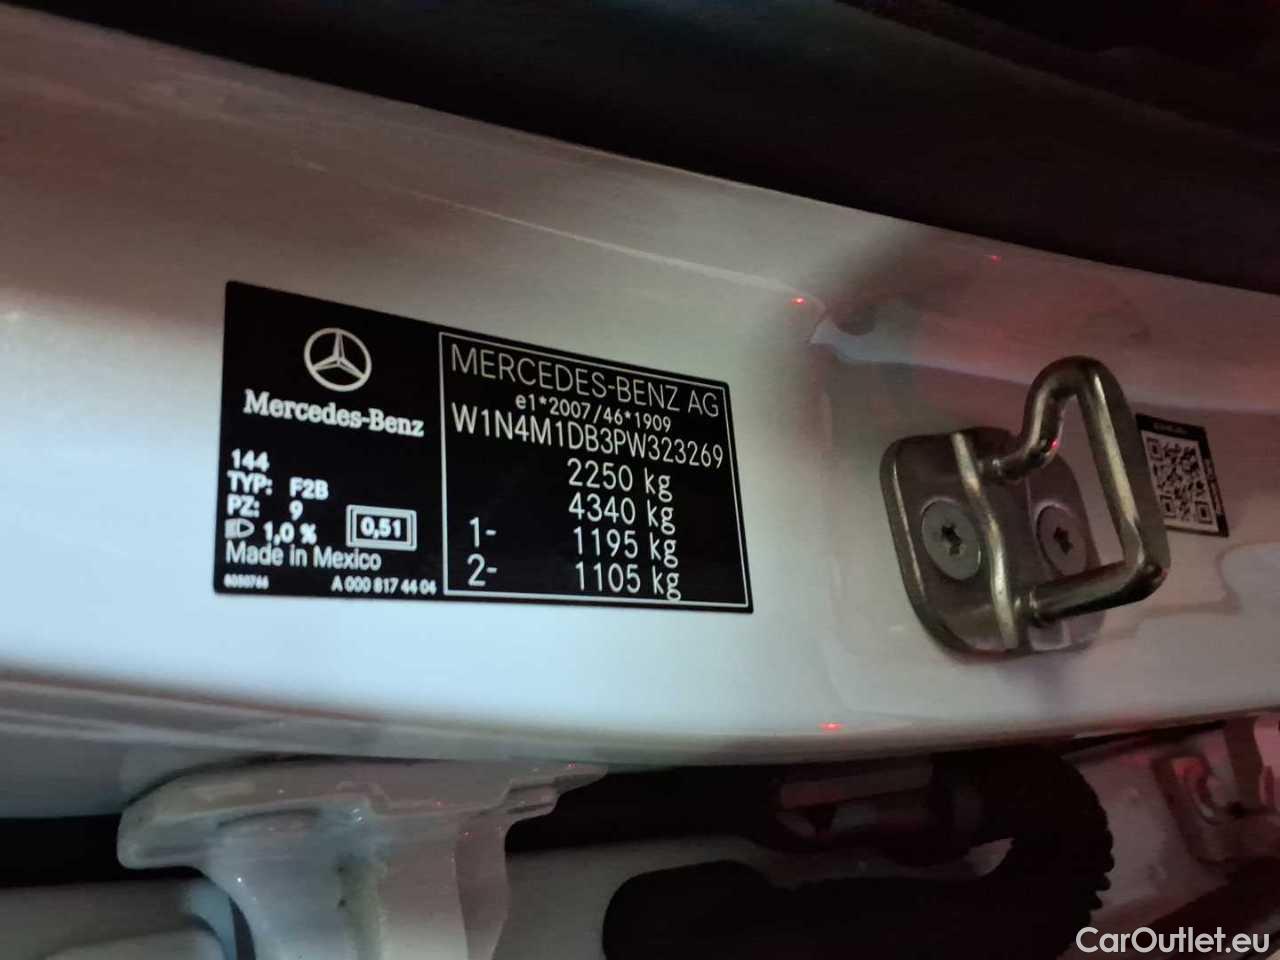 Mercedes-Benz
144
TYP: F2B
PZ: 9
1,0 % 0,51
Made in Mexico
A 000 817 44 04
MERCEDES-BENZ AG
e1*2007/46*1909
W1N4M1DB3PW323269
2250 kg
4340 kg
1- 1195 kg
2- 1105 kg
CarOutlet.eu